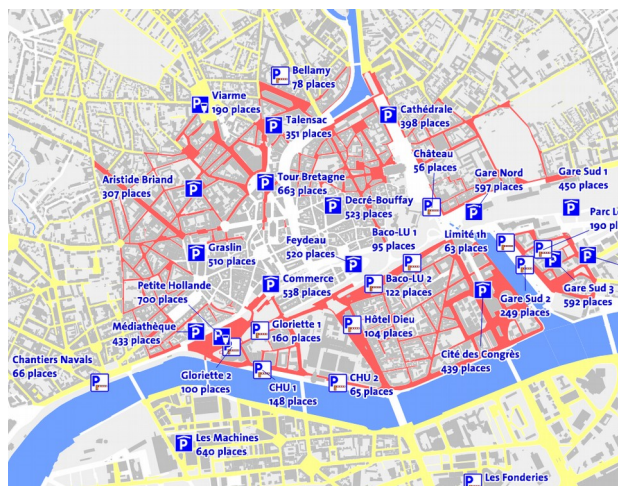 Bellamy
78 places
Viarme
190 places
Talensac
351 places
Cathédrale
398 places
Château
56 places
Gare Nord
597 places
Gare Sud 1
450 places
Aristide Briand
307 places
Tour Bretagne
663 places
Decré-Bouffay
523 places
Baco-LU 1
95 places
Limité 1h
63 places
Parc L
190 pl
Graslin
510 places
Feydeau
520 places
Petite Hollande
700 places
Commerce
538 places
Baco-LU 2
122 places
Gare Sud 2
249 places
Gare Sud 3
592 places
Médiathèque
433 places
Gloriette 1
160 places
Hôtel Dieu
104 places
Cité des Congrès
439 places
Chantiers Navals
66 places
Gloriette 2
100 places
CHU 1
148 places
CHU 2
65 places
Les Machines
640 places
Les Fonderies